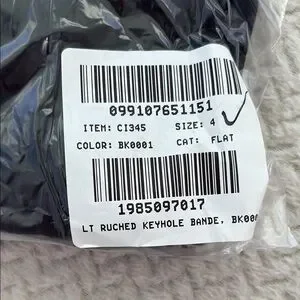 099107651151
ITEM: CI345 SIZE: 4
COLOR: BK0001 CAT: FLAT
1985097017
LT RUCHED KEYHOLE BANDE, BK000